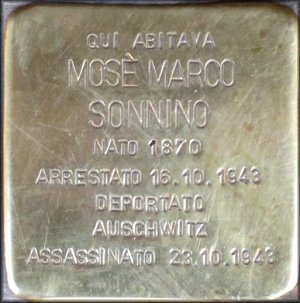 QUI ABITAVA
MOSÈ MARCO
SONNINO
NATO 1870
ARRESTATO 16.10.1943
DEPORTATO
AUSCHWITZ
ASSASSINATO 23.10.1943